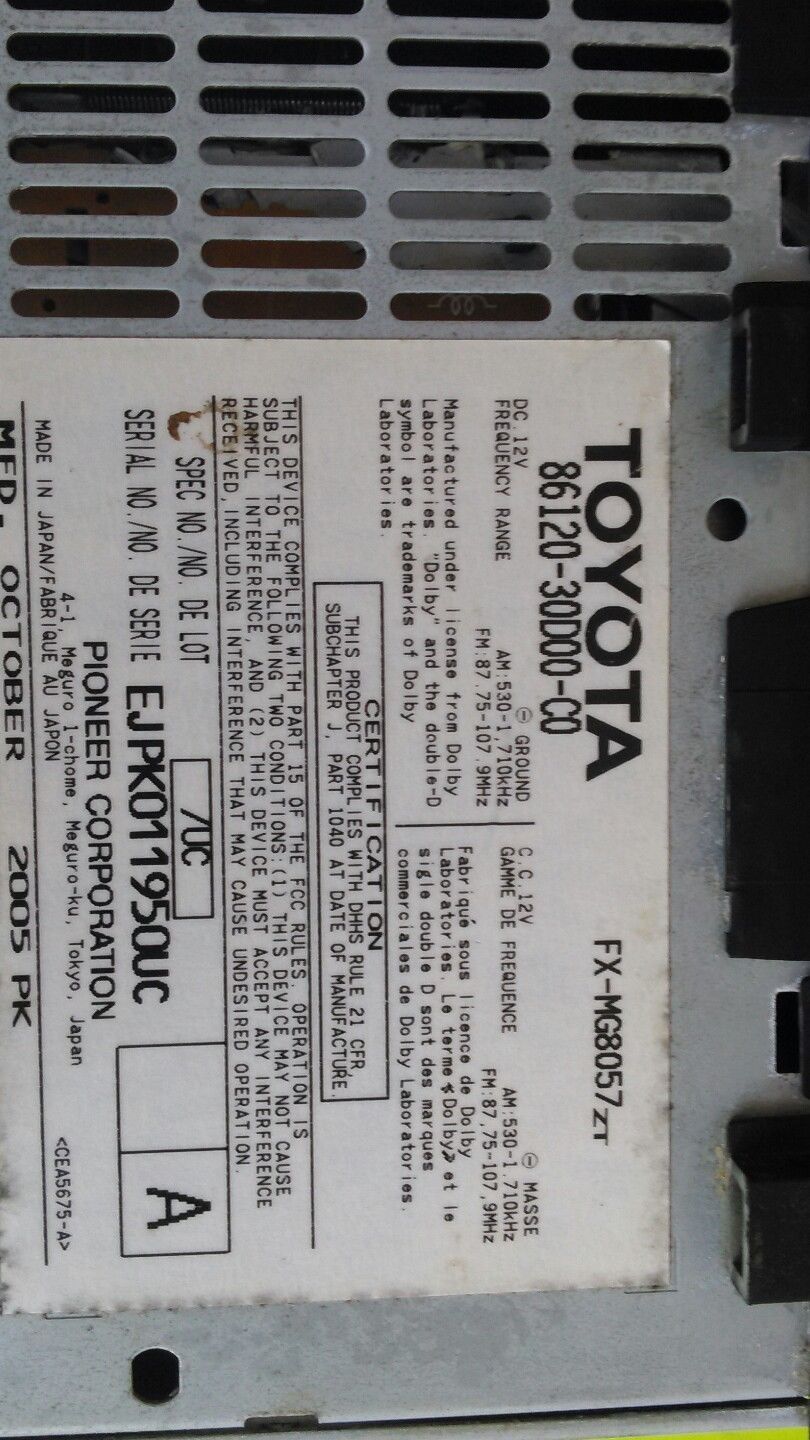 TOYOTA FX-MG8057ZT
86120-30D00-C0
DC.12V ⊖ GROUND
FREQUENCY RANGE AM:530-1,710kHz
FM:87.75-107.9MHz
Manufactured under license from Dolby
Laboratories. "Dolby" and the double-D
symbol are trademarks of Dolby
Laboratories.
C.C.12V ⊖ MASSE
GAMME DE FREQUENCE AM:530-1.710kHz
FM:87,75-107,9MHz
Fabriqué sous licence de Dolby
Laboratories. Le terme «Dolby» et le
sigle double D sont des marques
commerciales de Dolby Laboratories.
CERTIFICATION
THIS PRODUCT COMPLIES WITH DHHS RULE 21 CFR,
SUBCHAPTER J, PART 1040 AT DATE OF MANUFACTURE.
THIS DEVICE COMPLIES WITH PART 15 OF THE FCC RULES. OPERATION IS
SUBJECT TO THE FOLLOWING TWO CONDITIONS:(1) THIS DEVICE MAY NOT CAUSE
HARMFUL INTERFERENCE, AND (2) THIS DEVICE MUST ACCEPT ANY INTERFERENCE
RECEIVED, INCLUDING INTERFERENCE THAT MAY CAUSE UNDESIRED OPERATION.
SPEC NO./NO. DE LOT /UC
SERIAL NO./NO. DE SERIE EJPK011950UC
A
PIONEER CORPORATION
4-1, Meguro 1-chome, Meguro-ku, Tokyo, Japan
MADE IN JAPAN/FABRIQUE AU JAPON <CEA5675-A>
MFD. OCTOBER 2005 PK